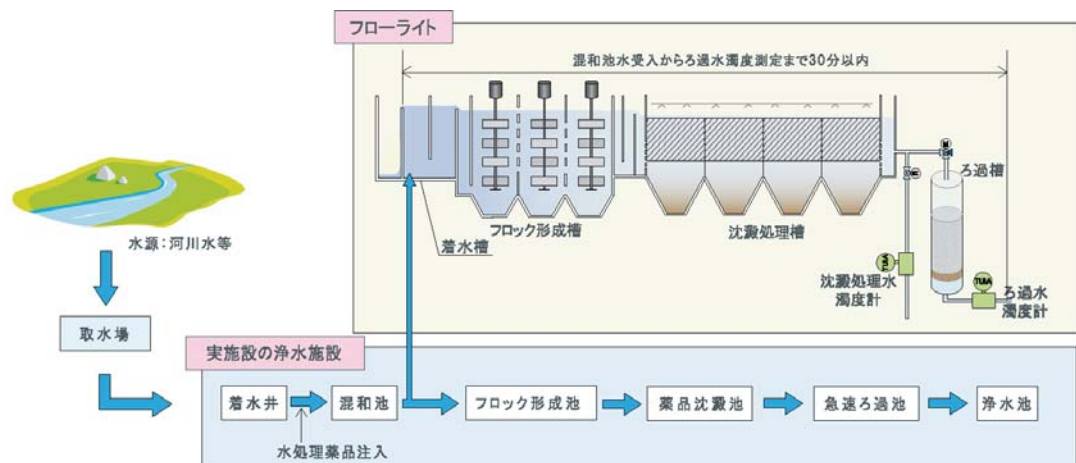 フローライト
混和池水受入からろ過水濁度測定まで30分以内
ろ過槽
水源：河川水等
着水槽
フロック形成槽
沈澱処理槽
沈澱処理水
濁度計
ろ過水
濁度計
取水場
実施設の浄水施設
着水井
混和池
フロック形成池
薬品沈澱池
急速ろ過池
浄水池
水処理薬品注入